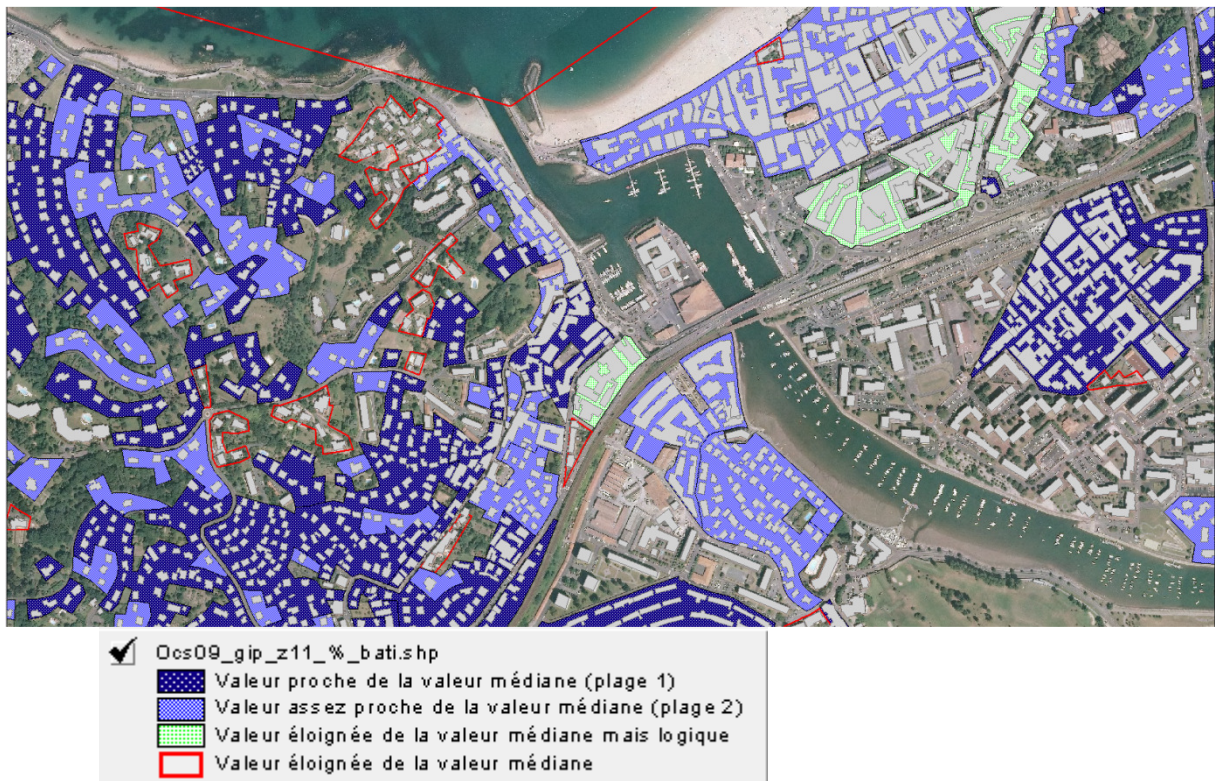 Ocs09_gip_z11_%_bati.shp
Valeur proche de la valeur médiane (plage 1)
Valeur assez proche de la valeur médiane (plage 2)
Valeur éloignée de la valeur médiane mais logique
Valeur éloignée de la valeur médiane